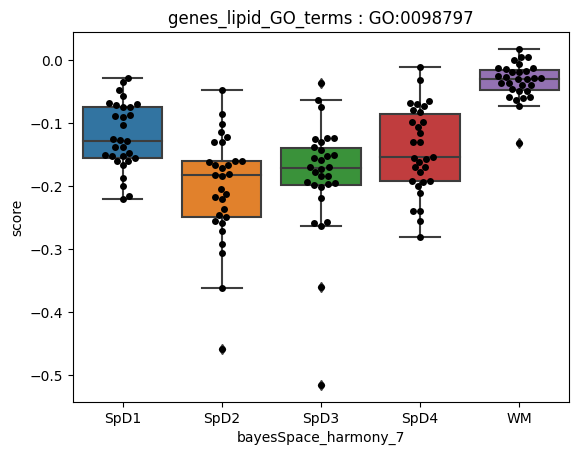 genes_lipid_GO_terms : GO:0098797
0.0
−0.1
−0.2
−0.3
−0.4
−0.5
score
SpD1 SpD2 SpD3 SpD4 WM
bayesSpace_harmony_7